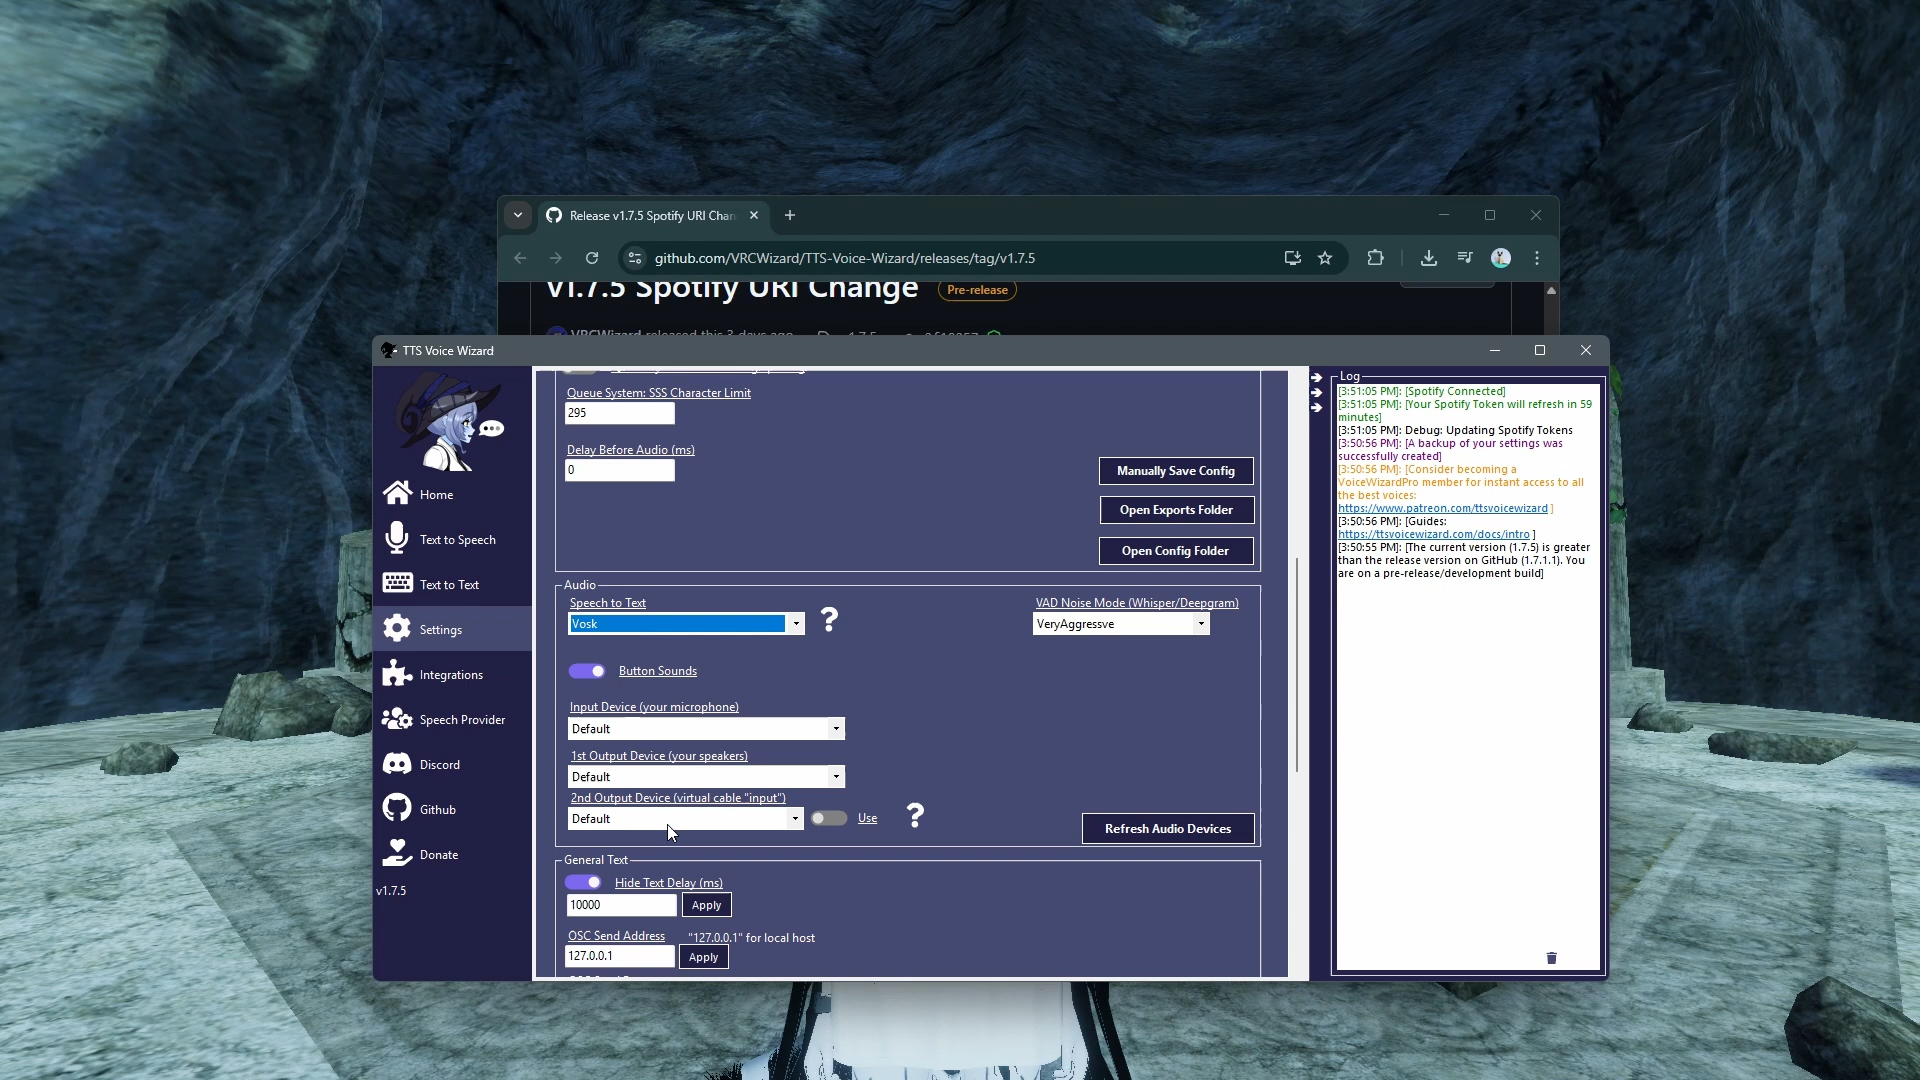 Release v1.7.5 Spotify URI Chan
github.com/VRCWizard/TTS-Voice-Wizard/releases/tag/v1.7.5
v1.7.5 Spotify URI Change
Pre-release
VRCWizard released this 3 days ago
TTS Voice Wizard
Home
Text to Speech
Text to Text
Settings
Integrations
Speech Provider
Discord
Github
Donate
v1.7.5
Queue System: SSS Character Limit
295
Delay Before Audio (ms)
0
Manually Save Config
Open Exports Folder
Open Config Folder
Audio
Speech to Text
Vosk
?
VAD Noise Mode (Whisper/Deepgram)
VeryAggressve
Button Sounds
Input Device (your microphone)
Default
1st Output Device (your speakers)
Default
2nd Output Device (virtual cable "input")
Default
Use
?
Refresh Audio Devices
General Text
Hide Text Delay (ms)
10000
Apply
OSC Send Address
"127.0.0.1" for local host
127.0.0.1
Apply
Log
[3:51:05 PM]: [Spotify Connected]
[3:51:05 PM]: [Your Spotify Token will refresh in 59
minutes]
[3:51:05 PM]: Debug: Updating Spotify Tokens
[3:50:56 PM]: [A backup of your settings was
successfully created]
[3:50:56 PM]: [Consider becoming a
VoiceWizardPro member for instant access to all
the best voices:
https://www.patreon.com/ttsvoicewizard ]
[3:50:56 PM]: [Guides:
https://ttsvoicewizard.com/docs/intro ]
[3:50:55 PM]: [The current version (1.7.5) is greater
than the release version on GitHub (1.7.1.1). You
are on a pre-release/development build]